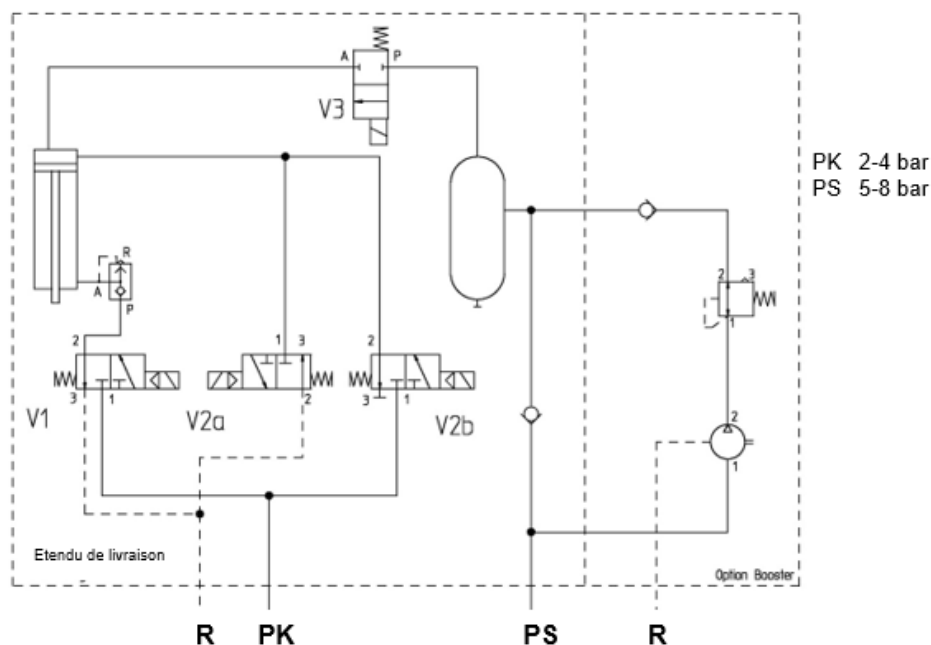 A P
V3
PK 2-4 bar
PS 5-8 bar
R
A
P
2 3
1
2
3 1
V1
1 3
2
V2a
2
3 1
V2b
2
1
Etendu de livraison
Option Booster
R PK PS R